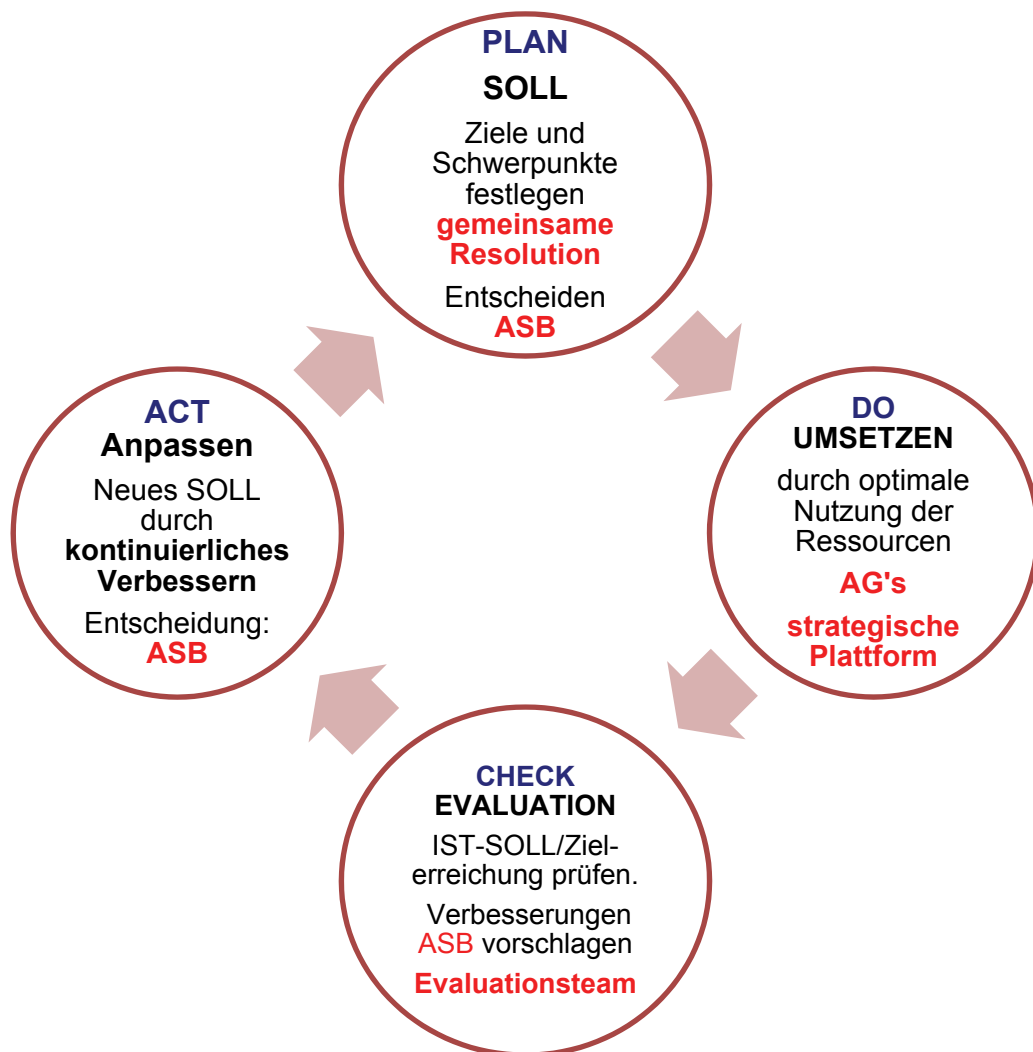 PLAN
SOLL
Ziele und
Schwerpunkte
festlegen
gemeinsame
Resolution
Entscheiden
ASB
DO
UMSETZEN
durch optimale
Nutzung der
Ressourcen
AG's
strategische
Plattform
CHECK
EVALUATION
IST-SOLL/Ziel-
erreichung prüfen.
Verbesserungen
ASB vorschlagen
Evaluationsteam
ACT
Anpassen
Neues SOLL
durch
kontinuierliches
Verbessern
Entscheidung:
ASB